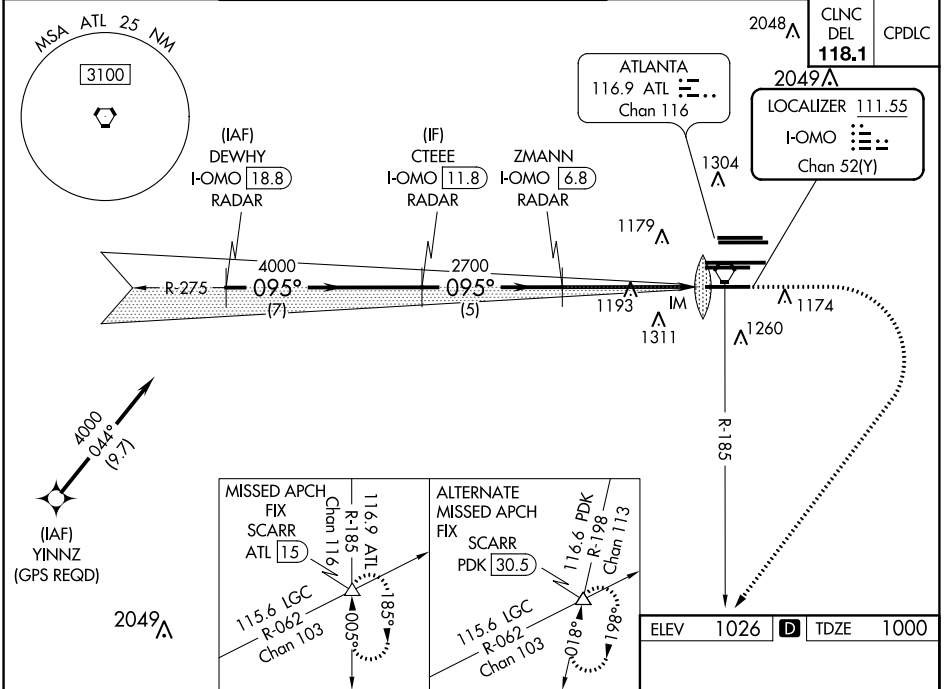 MSA ATL 25 NM
3100
2048
CLNC
DEL
118.1
CPDLC
ATLANTA
116.9 ATL
Chan 116
2049
LOCALIZER 111.55
I-OMO
Chan 52(Y)
(IAF)
DEWHY
I-OMO 18.8
RADAR
(IF)
CTEEE
I-OMO 11.8
RADAR
ZMANN
I-OMO 6.8
RADAR
1304
1179
R-275
4000
095°
(7)
2700
095°
(5)
1193
IM
1311
1260
1174
R-185
4000
044°
(9.7)
(IAF)
YINNZ
(GPS REQD)
2049
MISSED APCH
FIX
SCARR
ATL 15
116.9 ATL
R-185
Chan 116
115.6 LGC
R-062
Chan 103
005°
185°
ALTERNATE
MISSED APCH
FIX
SCARR
PDK 30.5
116.6 PDK
R-198
Chan 113
115.6 LGC
R-062
Chan 103
018°
198°
ELEV 1026 D TDZE 1000